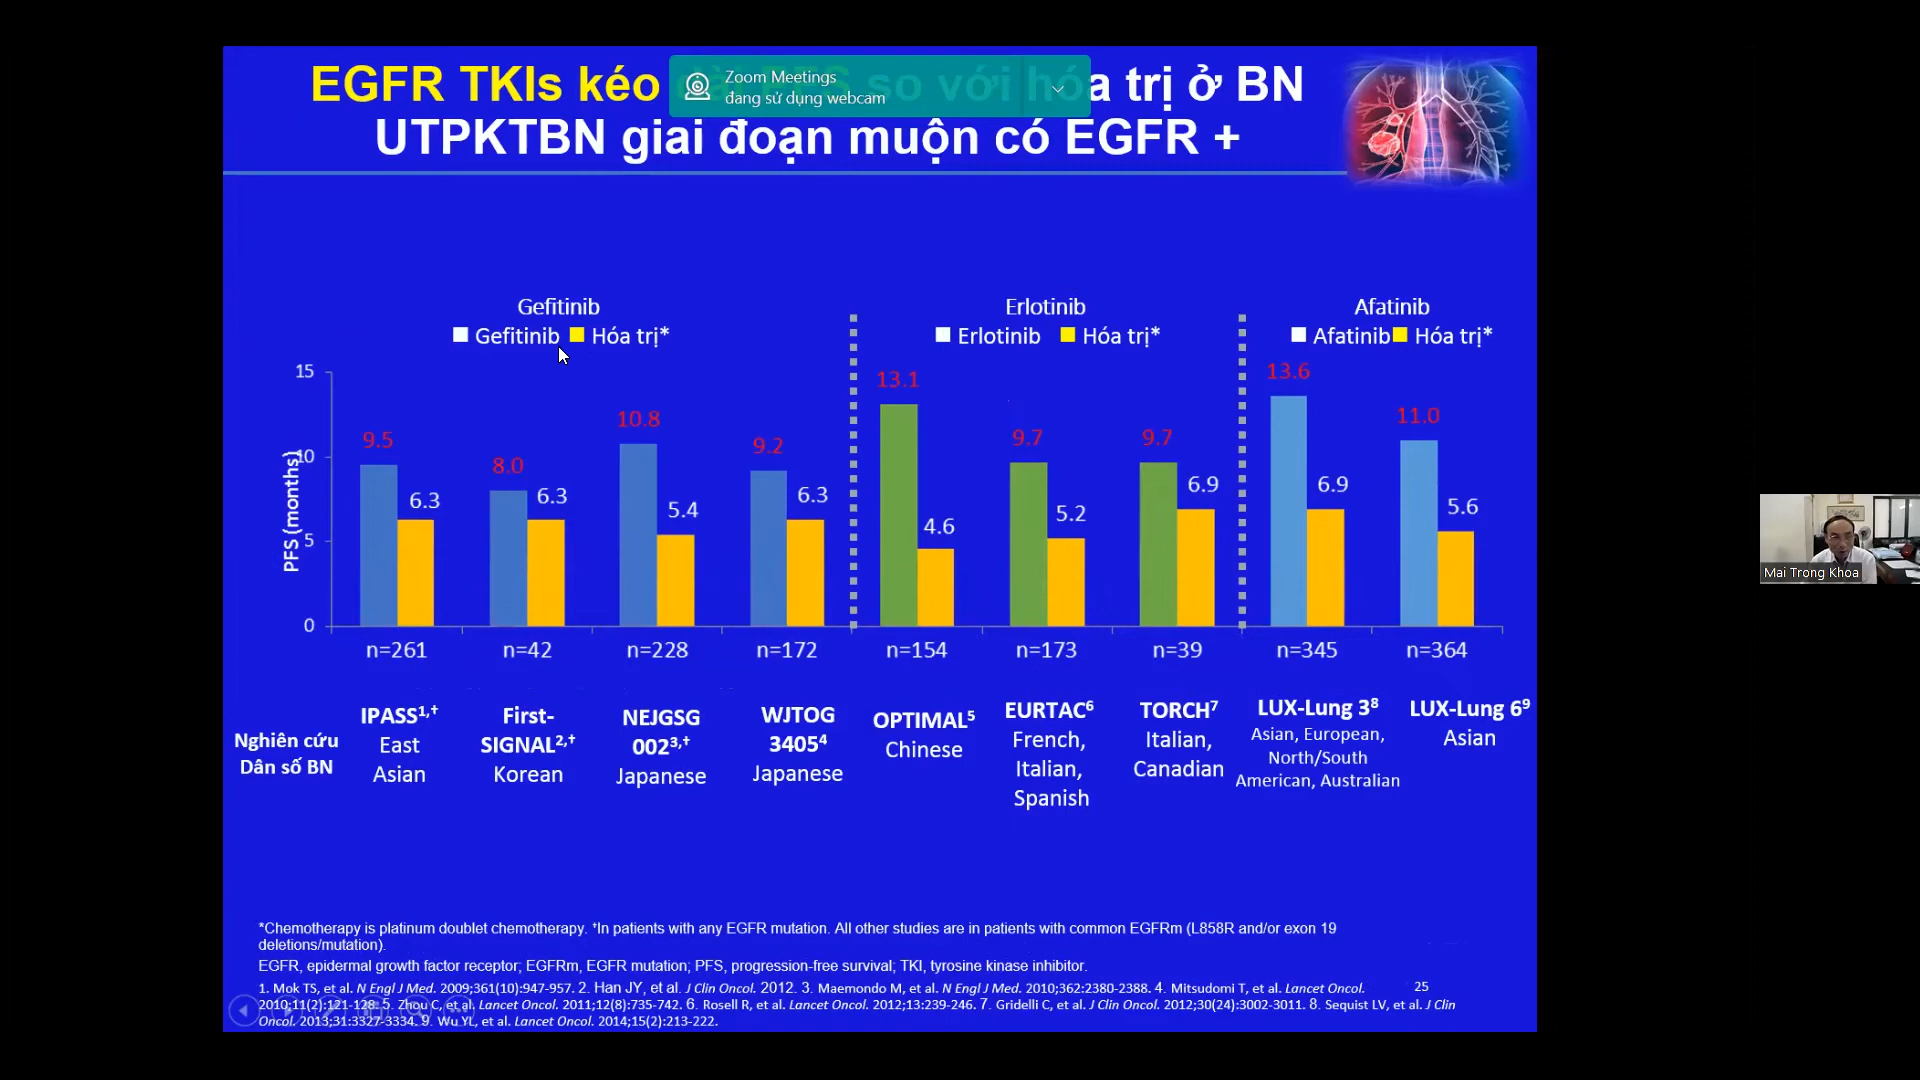 EGFR TKIs kéo dài PFS so với hóa trị ở BN
UTPKTBN giai đoạn muộn có EGFR +
Zoom Meetings
đang sử dụng webcam
Gefitinib
Gefitinib Hóa trị*
Erlotinib
Erlotinib Hóa trị*
Afatinib
Afatinib Hóa trị*
PFS (months)
15
10
5
0
9.5 6.3
8.0 6.3
10.8 5.4
9.2 6.3
13.1 4.6
9.7 5.2
9.7 6.9
13.6 6.9
11.0 5.6
n=261 n=42 n=228 n=172 n=154 n=173 n=39 n=345 n=364
Nghiên cứu
Dân số BN
IPASS1,†
East
Asian
First-
SIGNAL2,†
Korean
NEJGSG
0023,†
Japanese
WJTOG
34054
Japanese
OPTIMAL5
Chinese
EURTAC6
French,
Italian,
Spanish
TORCH7
Italian,
Canadian
LUX-Lung 38
Asian, European,
North/South
American, Australian
LUX-Lung 69
Asian
*Chemotherapy is platinum doublet chemotherapy. †In patients with any EGFR mutation. All other studies are in patients with common EGFRm (L858R and/or exon 19
deletions/mutation).
EGFR, epidermal growth factor receptor; EGFRm, EGFR mutation; PFS, progression-free survival; TKI, tyrosine kinase inhibitor.
1. Mok TS, et al. N Engl J Med. 2009;361(10):947-957. 2. Han JY, et al. J Clin Oncol. 2012. 3. Maemondo M, et al. N Engl J Med. 2010;362:2380-2388. 4. Mitsudomi T, et al. Lancet Oncol.
2010;11(2):121-128. 5. Zhou C, et al. Lancet Oncol. 2011;12(8):735-742. 6. Rosell R, et al. Lancet Oncol. 2012;13:239-246. 7. Gridelli C, et al. J Clin Oncol. 2012;30(24):3002-3011. 8. Sequist LV, et al. J Clin
Oncol. 2013;31:3327-3334. 9. Wu YL, et al. Lancet Oncol. 2014;15(2):213-222.
25
Mai Trong Khoa